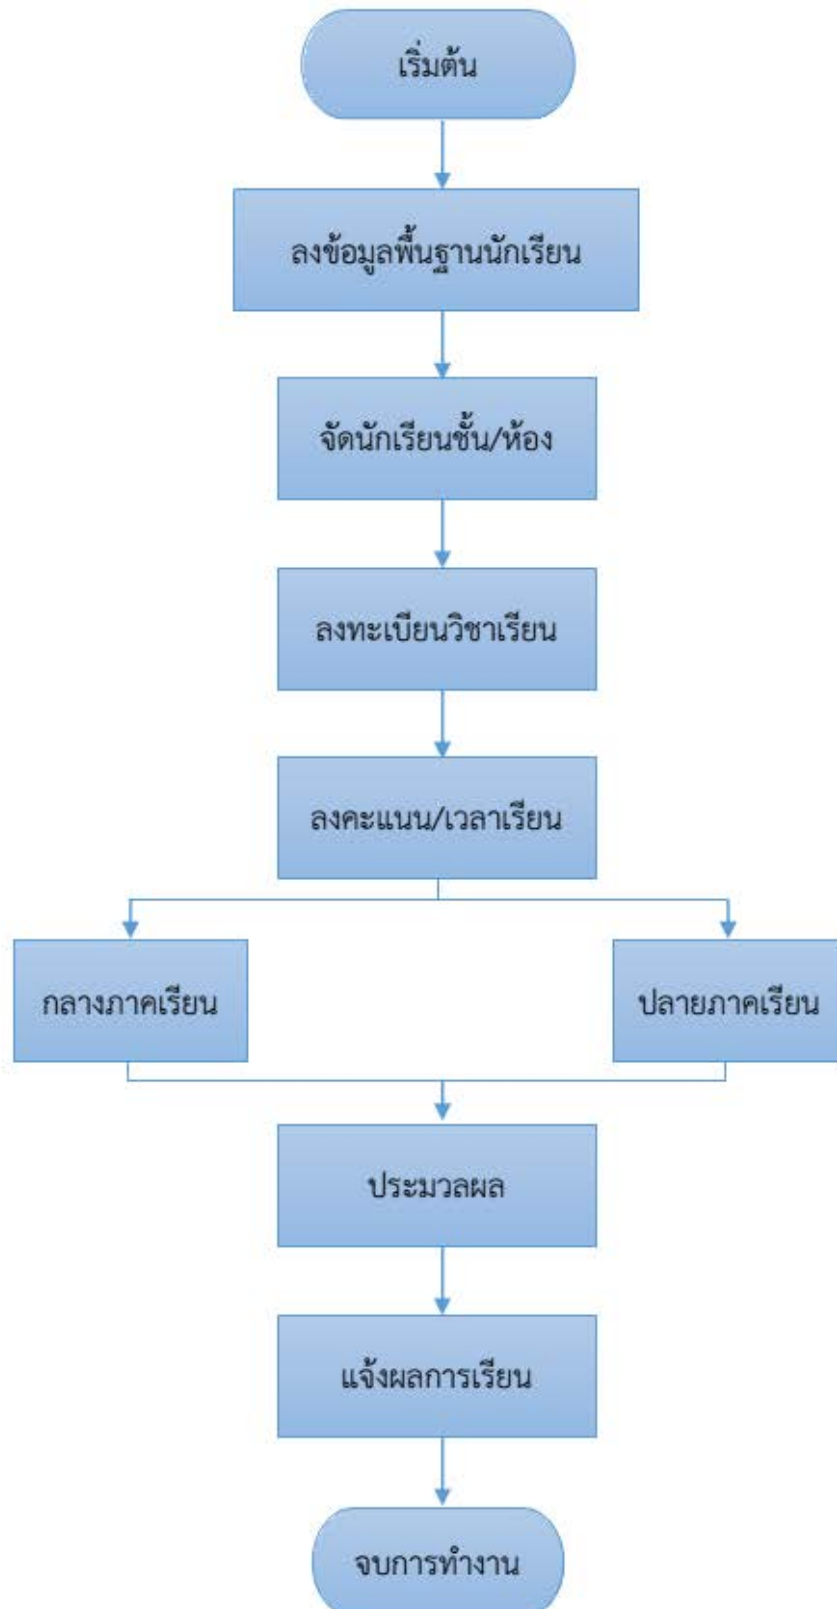 เริ่มต้น
ลงข้อมูลพื้นฐานนักเรียน
จัดนักเรียนชั้น/ห้อง
ลงทะเบียนวิชาเรียน
ลงคะแนน/เวลาเรียน
กลางภาคเรียน
ปลายภาคเรียน
ประมวลผล
แจ้งผลการเรียน
จบการทำงาน